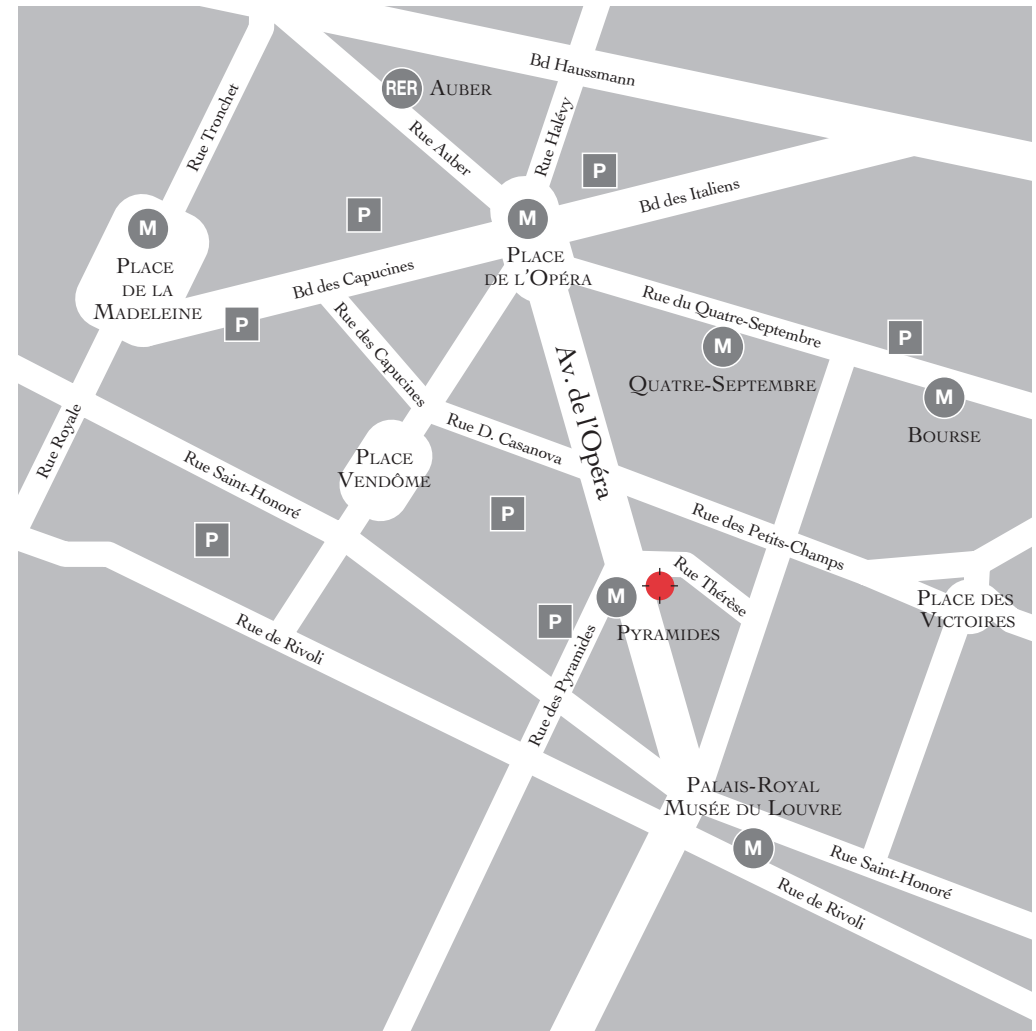 Bd Haussmann
RER
AUBER
Rue Tronchet
Rue Auber
Rue Halévy
P
P
Bd des Italiens
M
PLACE
DE LA
MADELEINE
M
PLACE
DE L'OPÉRA
Bd des Capucines
P
Rue du Quatre-Septembre
P
M
QUATRE-SEPTEMBRE
M
BOURSE
Rue des Capucines
Av. de l'Opéra
Rue Royale
Rue D. Casanova
PLACE
VENDÔME
Rue Saint-Honoré
P
P
Rue des Petits-Champs
Rue Thérèse
M
PYRAMIDES
P
PLACE DES
VICTOIRES
Rue de Rivoli
Rue des Pyramides
PALAIS-ROYAL
MUSÉE DU LOUVRE
M
Rue Saint-Honoré
Rue de Rivoli